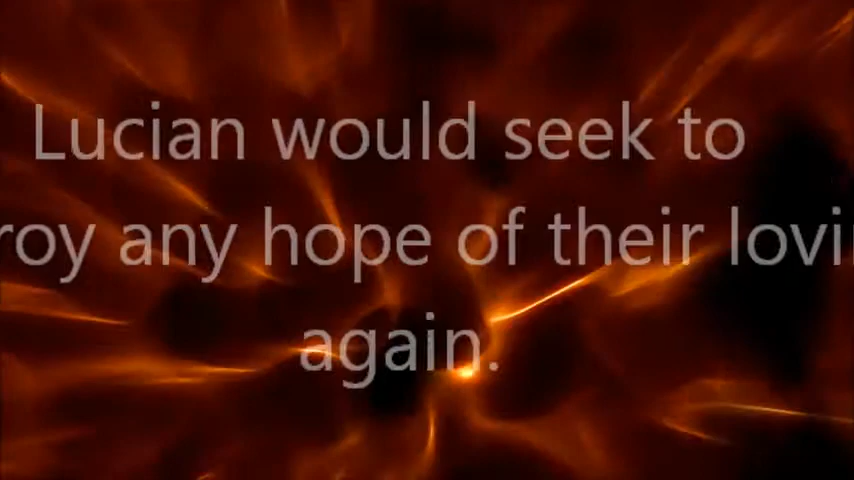 Lucian would seek to
roy any hope of their lovi
again.